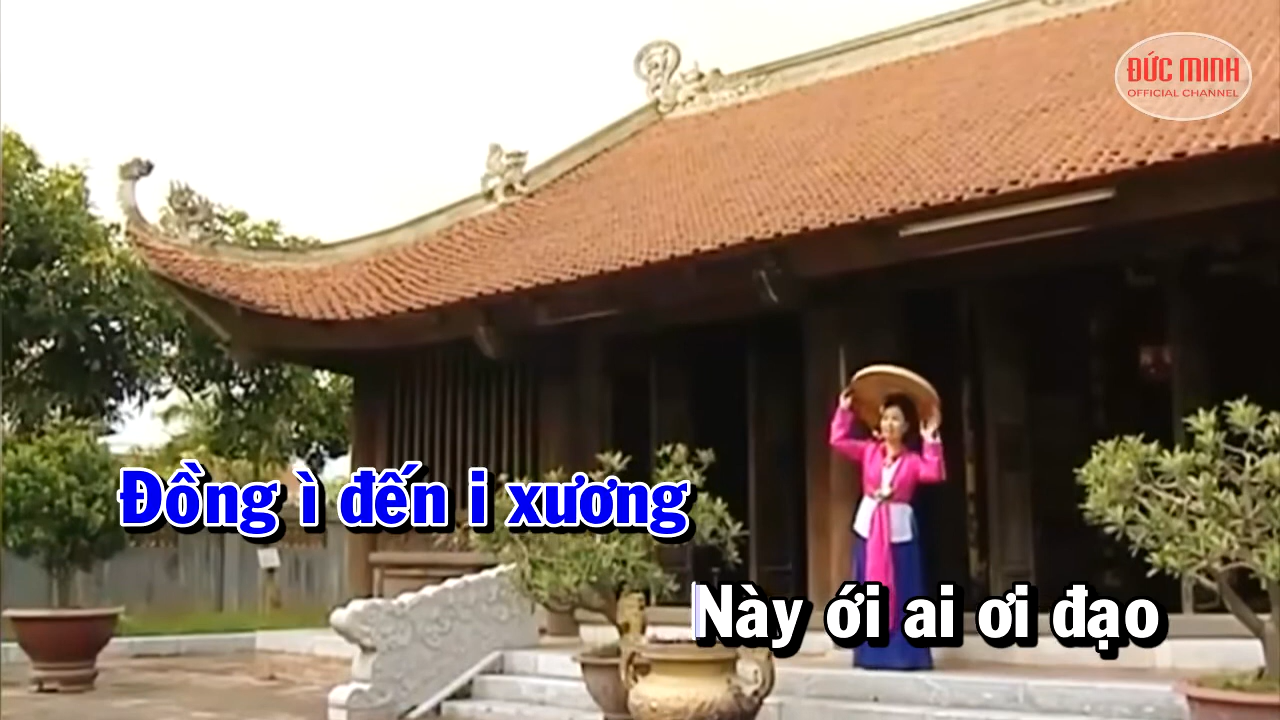 ĐỨC MINH
OFFICIAL CHANNEL
Đồng ì đến i xương
Này ới ai ơi đạo